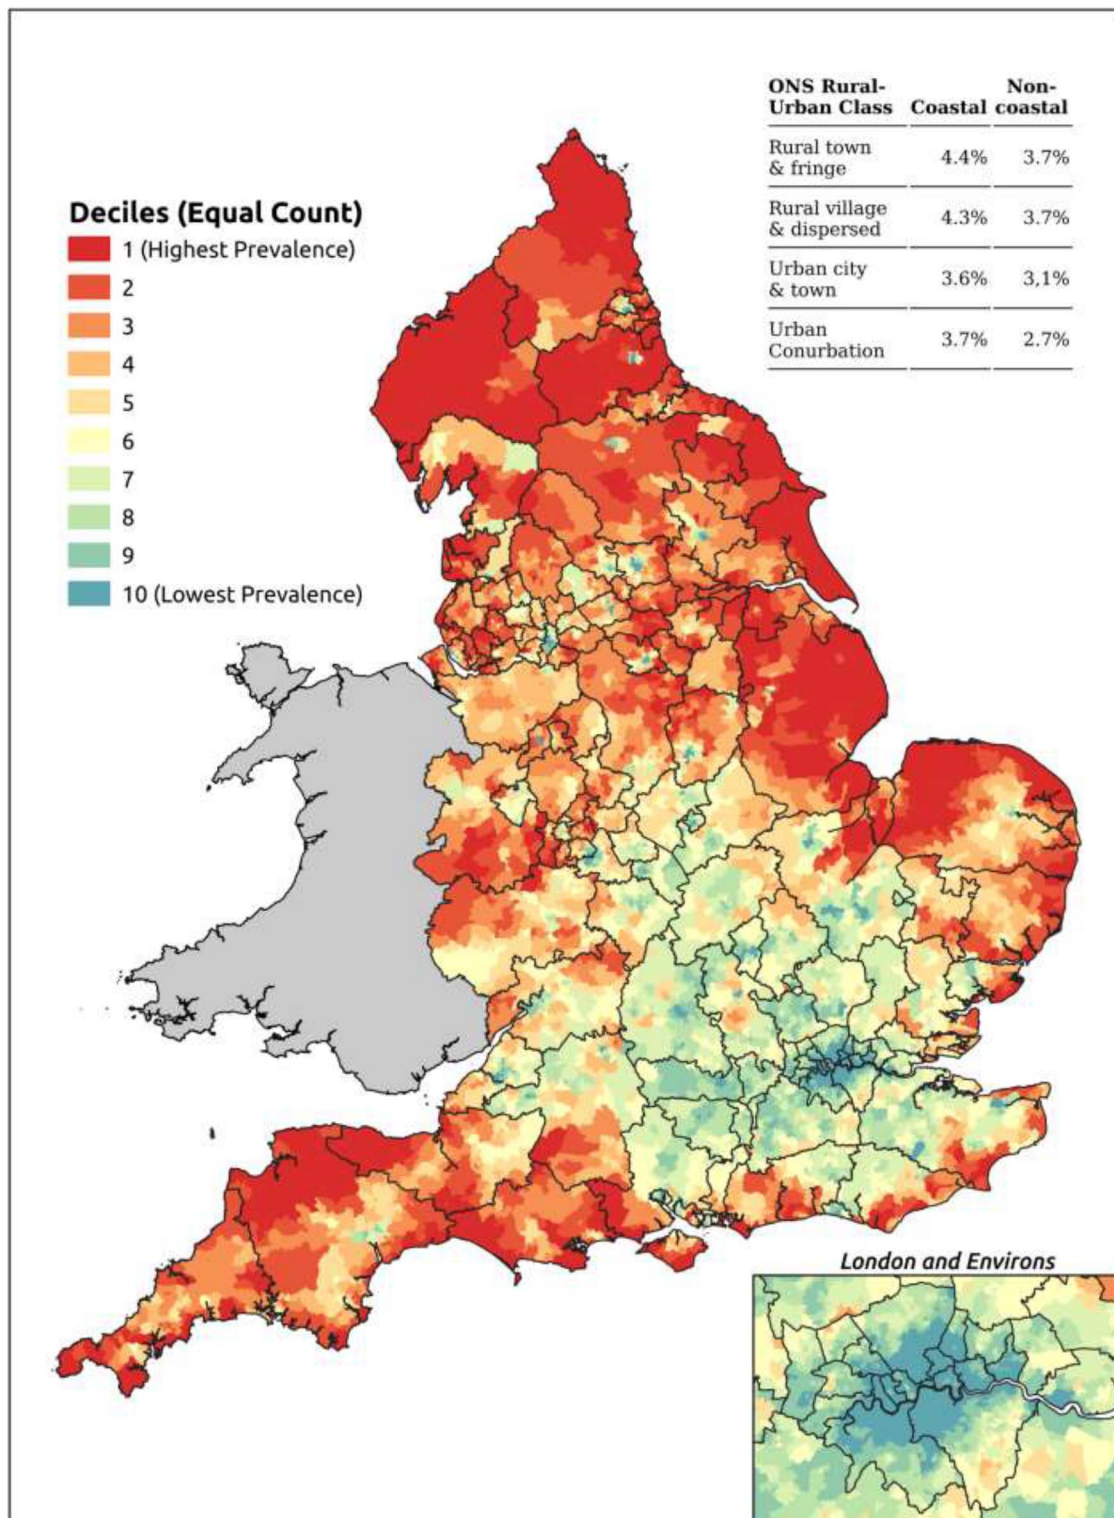 ONS Rural- Non-
Urban Class Coastal coastal
Rural town
& fringe 4.4% 3.7%
Rural village
& dispersed 4.3% 3.7%
Urban city
& town 3.6% 3,1%
Urban
Conurbation 3.7% 2.7%
Deciles (Equal Count)
1 (Highest Prevalence)
2
3
4
5
6
7
8
9
10 (Lowest Prevalence)
London and Environs